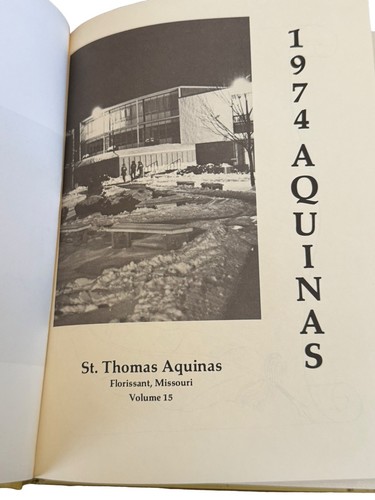 1974 AQUINAS
St. Thomas Aquinas
Florissant, Missouri
Volume 15